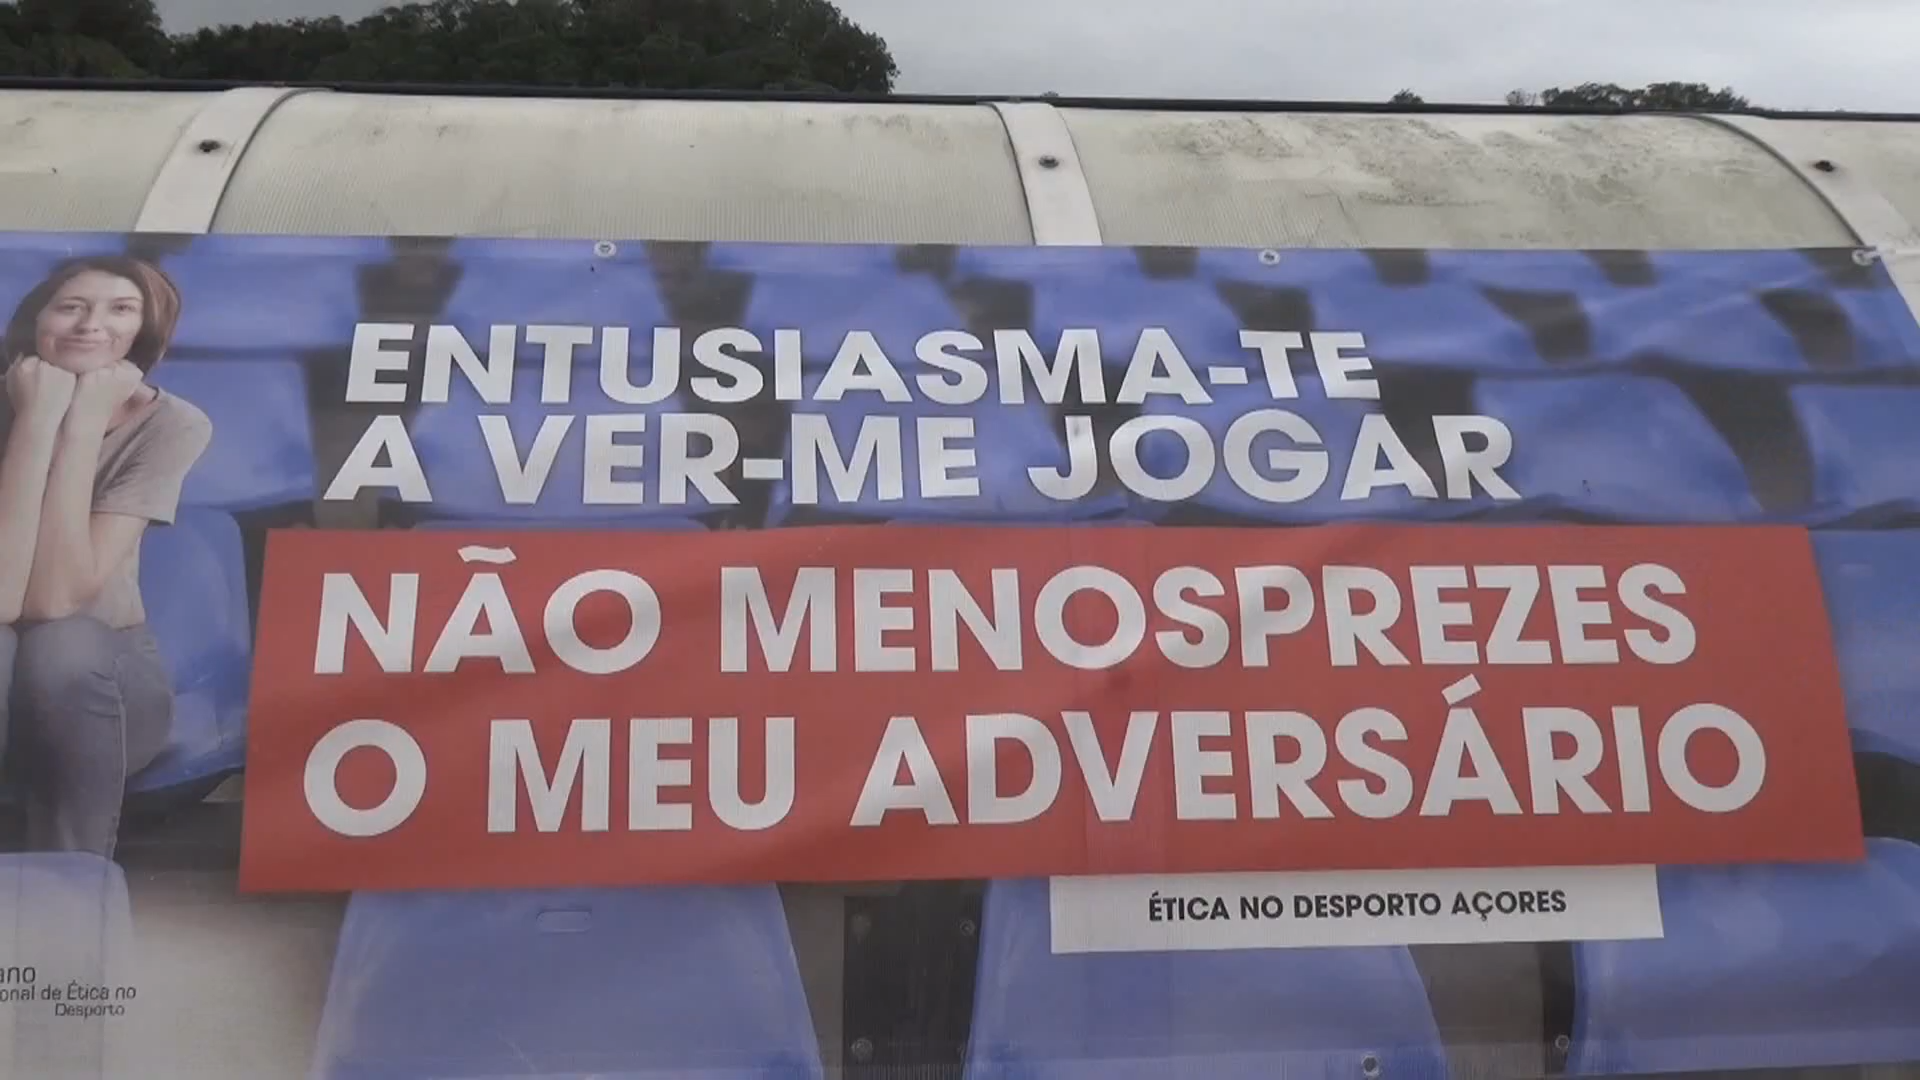 ENTUSIASMA-TE
A VER-ME JOGAR
NÃO MENOSPREZES
O MEU ADVERSÁRIO
ÉTICA NO DESPORTO AÇORES
de Ética no
Desporto